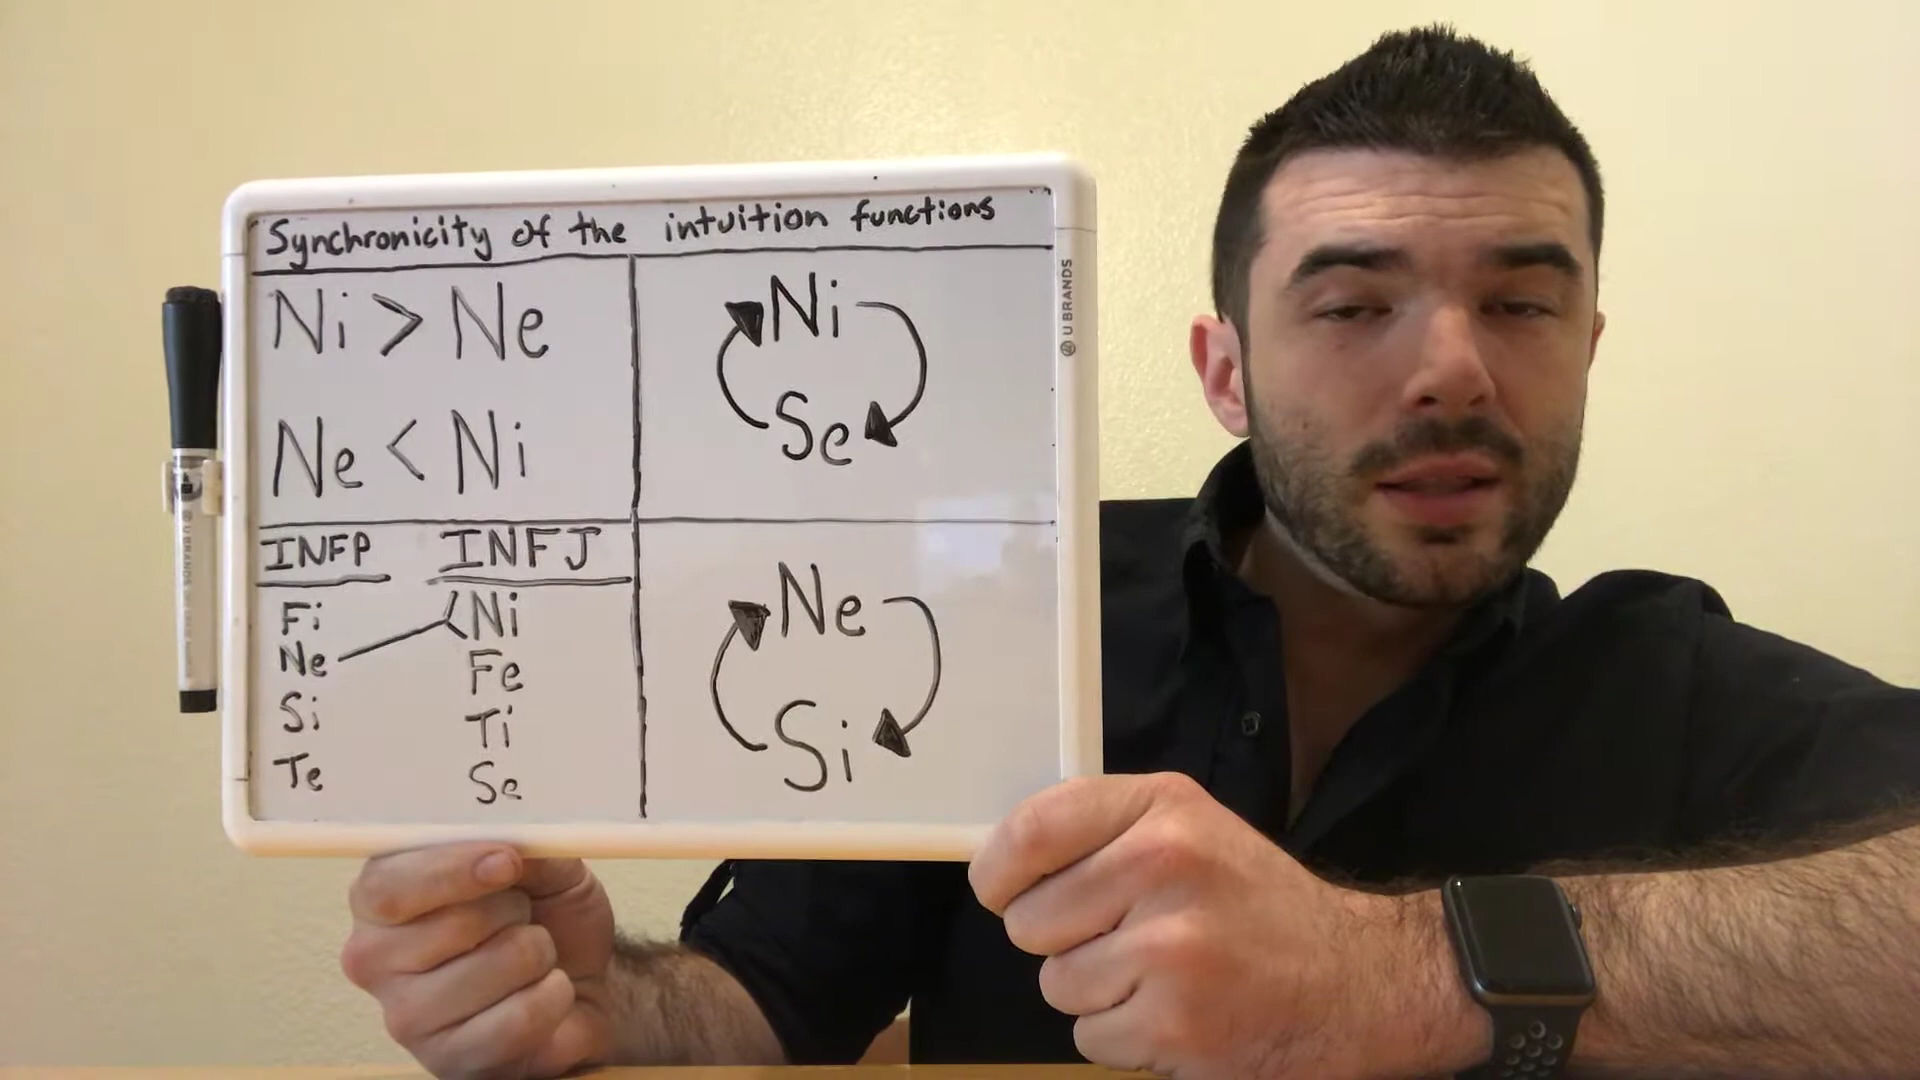 Synchronicity of the intuition functions
Ni > Ne
Ne < Ni
Ni
Se
INFP INFJ
Fi
Ne
Si
Te
< Ni
Fe
Ti
Se
Ne
Si
U BRANDS
U BRANDS